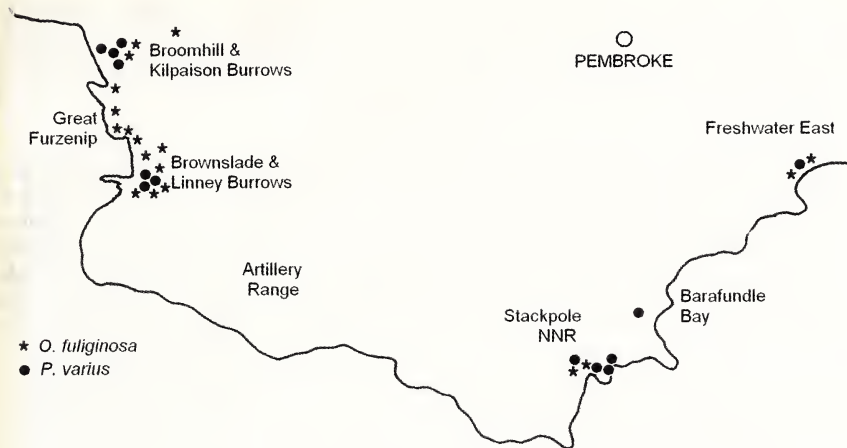 Broomhill &
Kilpaison Burrows
PEMBROKE
Great
Furzenip
Freshwater East
Brownslade &
Linney Burrows
Artillery
Range
Barafundle
Bay
Stackpole
NNR
O. fuliginosa
P. varius